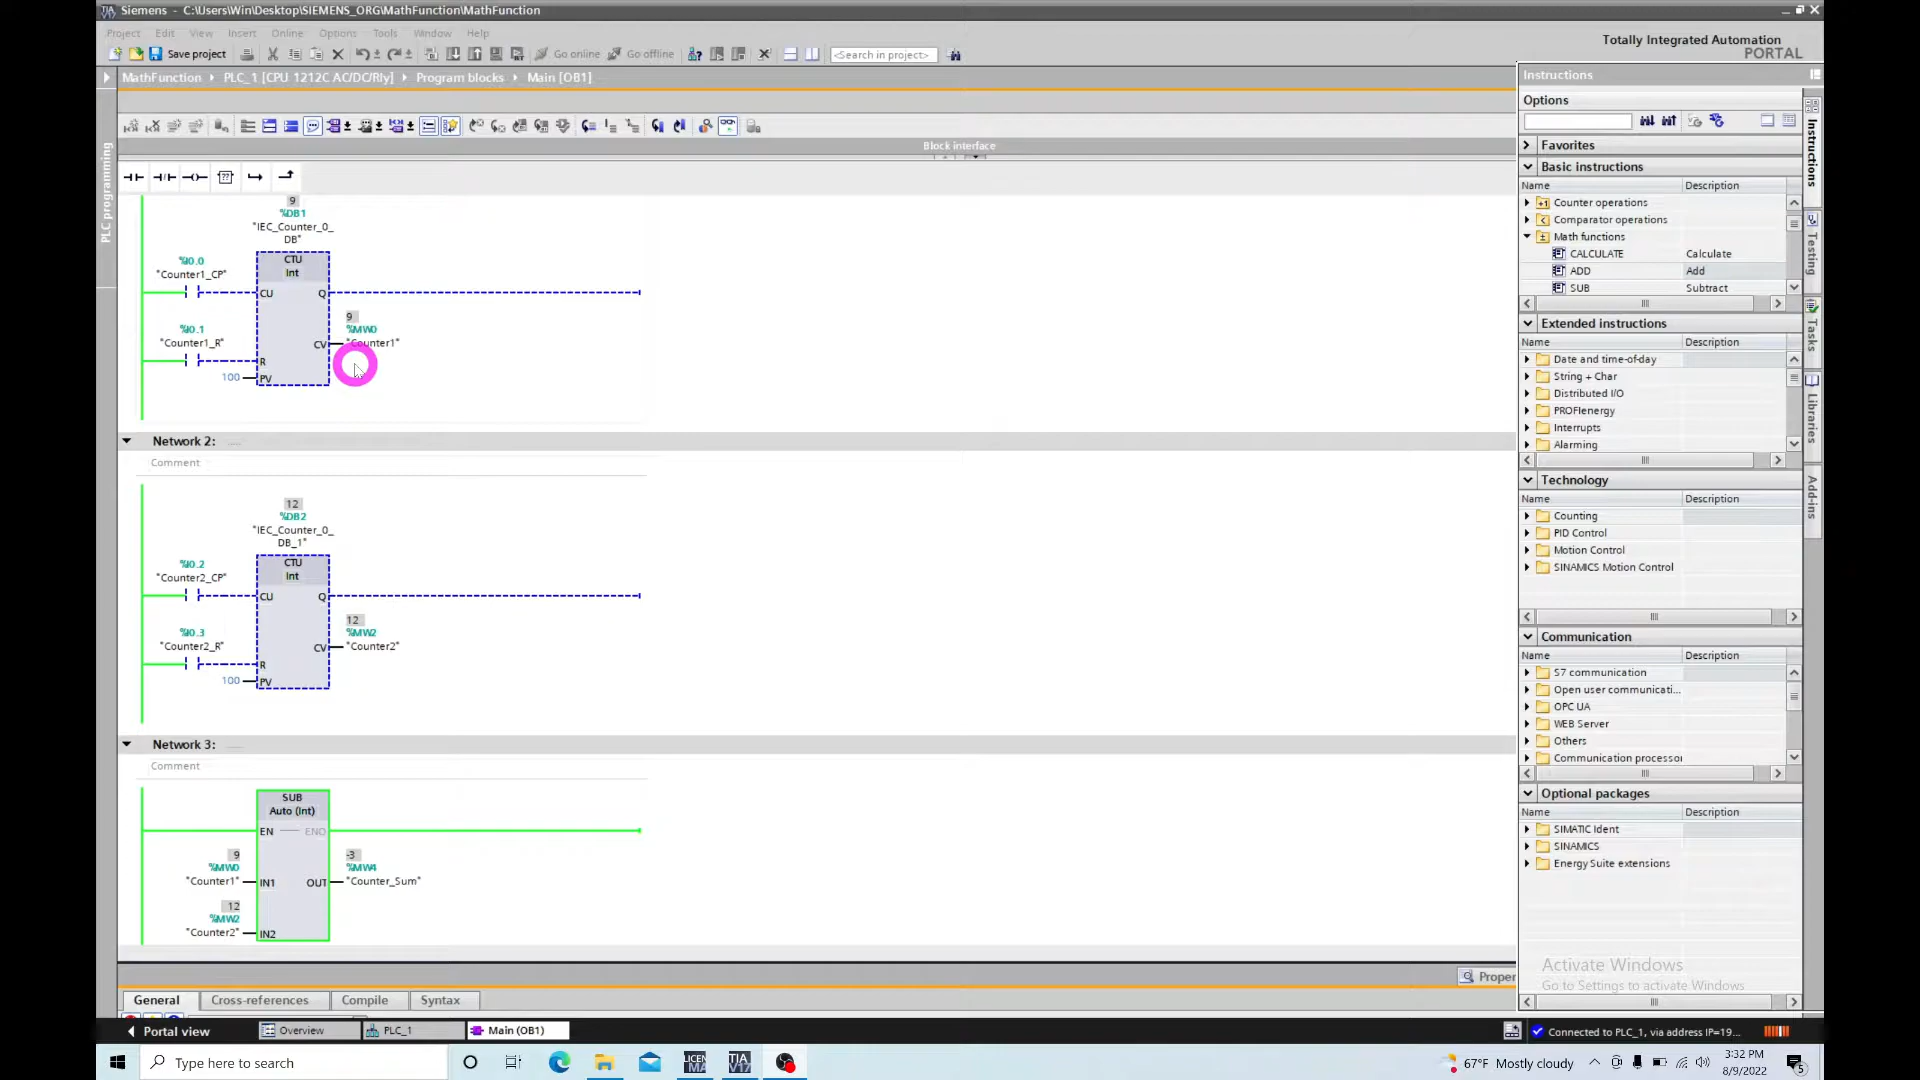 Siemens - C:\Users\Win\Desktop\SIEMENS_ORG\MathFunction\MathFunction
Project Edit View Insert Online Options Tools Window Help
Totally Integrated Automation
PORTAL
Save project
Go online
Go offline
<Search in project>
MathFunction › PLC_1 [CPU 1212C AC/DC/Rly] › Program blocks › Main [OB1]
PLC programming
Block interface
9
%DB1
"IEC_Counter_0_
DB"
CTU
Int
%I0.0
"Counter1_CP"
CU
Q
9
%MW0
CV
"Counter1"
%I0.1
"Counter1_R"
R
100
PV
Network 2:
Comment
12
%DB2
"IEC_Counter_0_
DB_1"
CTU
Int
%I0.2
"Counter2_CP"
CU
Q
12
%MW2
CV
"Counter2"
%I0.3
"Counter2_R"
R
100
PV
Network 3:
Comment
SUB
Auto (Int)
EN
ENO
9
%MW0
"Counter1"
IN1
-3
%MW4
OUT
"Counter_Sum"
12
%MW2
"Counter2"
IN2
General
Cross-references
Compile
Syntax
Portal view
Overview
PLC_1
Main (OB1)
Connected to PLC_1, via address IP=19...
Instructions
Options
Favorites
Basic instructions
Name Description
Counter operations
Comparator operations
Math functions
CALCULATE Calculate
ADD Add
SUB Subtract
Extended instructions
Name Description
Date and time-of-day
String + Char
Distributed I/O
PROFIenergy
Interrupts
Alarming
Technology
Name Description
Counting
PID Control
Motion Control
SINAMICS Motion Control
Communication
Name Description
S7 communication
Open user communicati...
OPC UA
WEB Server
Others
Communication processor
Optional packages
Name Description
SIMATIC Ident
SINAMICS
Energy Suite extensions
Activate Windows
Go to Settings to activate Windows
Instructions
Testing
Tasks
Libraries
Add-ins
Type here to search
TIA
V17
67°F Mostly cloudy
3:32 PM
8/9/2022
5